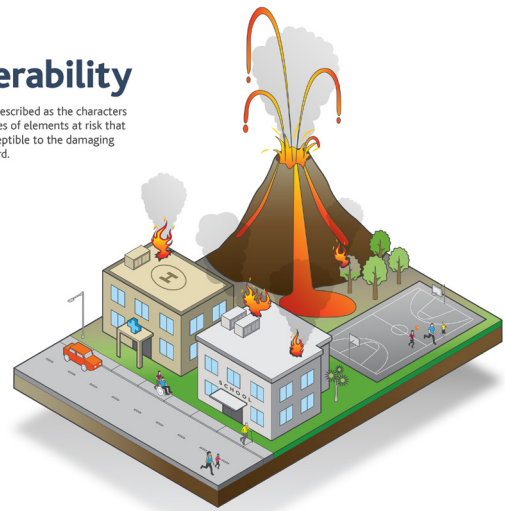 erability
escribed as the characters
es of elements at risk that
eptible to the damaging
rd.
H
SCHOOL